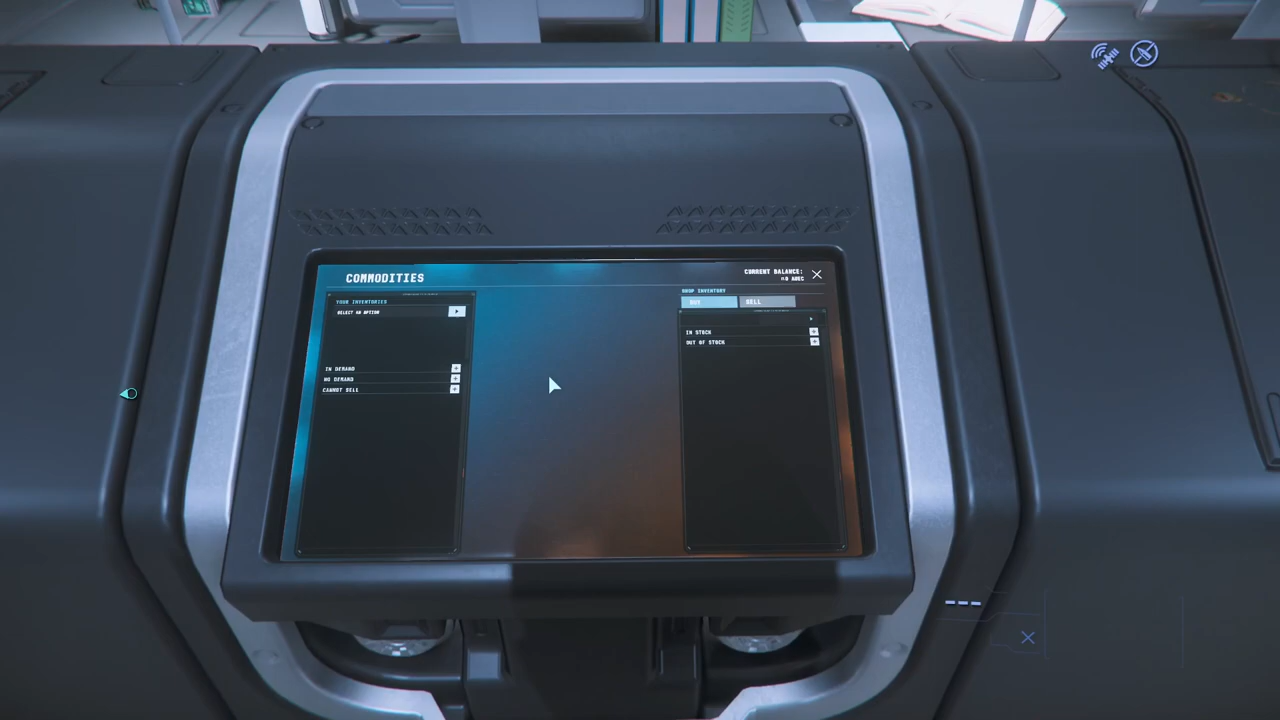 COMMODITIES
CURRENT BALANCE:
YOUR INVENTORIES
SELECT AN OPTION
IN DEMAND
NO DEMAND
CANNOT SELL
SHOP INVENTORY
BUY
SELL
IN STOCK
OUT OF STOCK